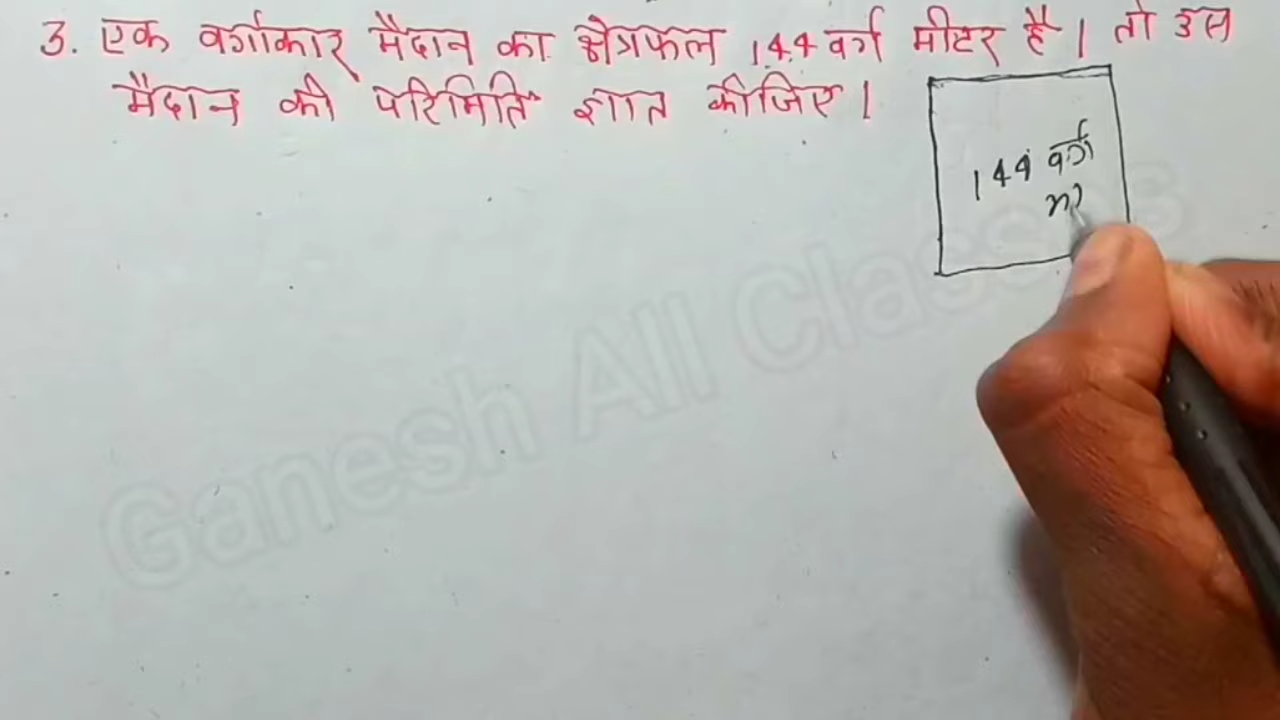 3. एक वर्गाकार मैदान का क्षेत्रफल 144 वर्ग मीटर है। तो उस
मैदान की परिमिति ज्ञात कीजिए।
144 वर्ग
मी
Ganesh All Classes